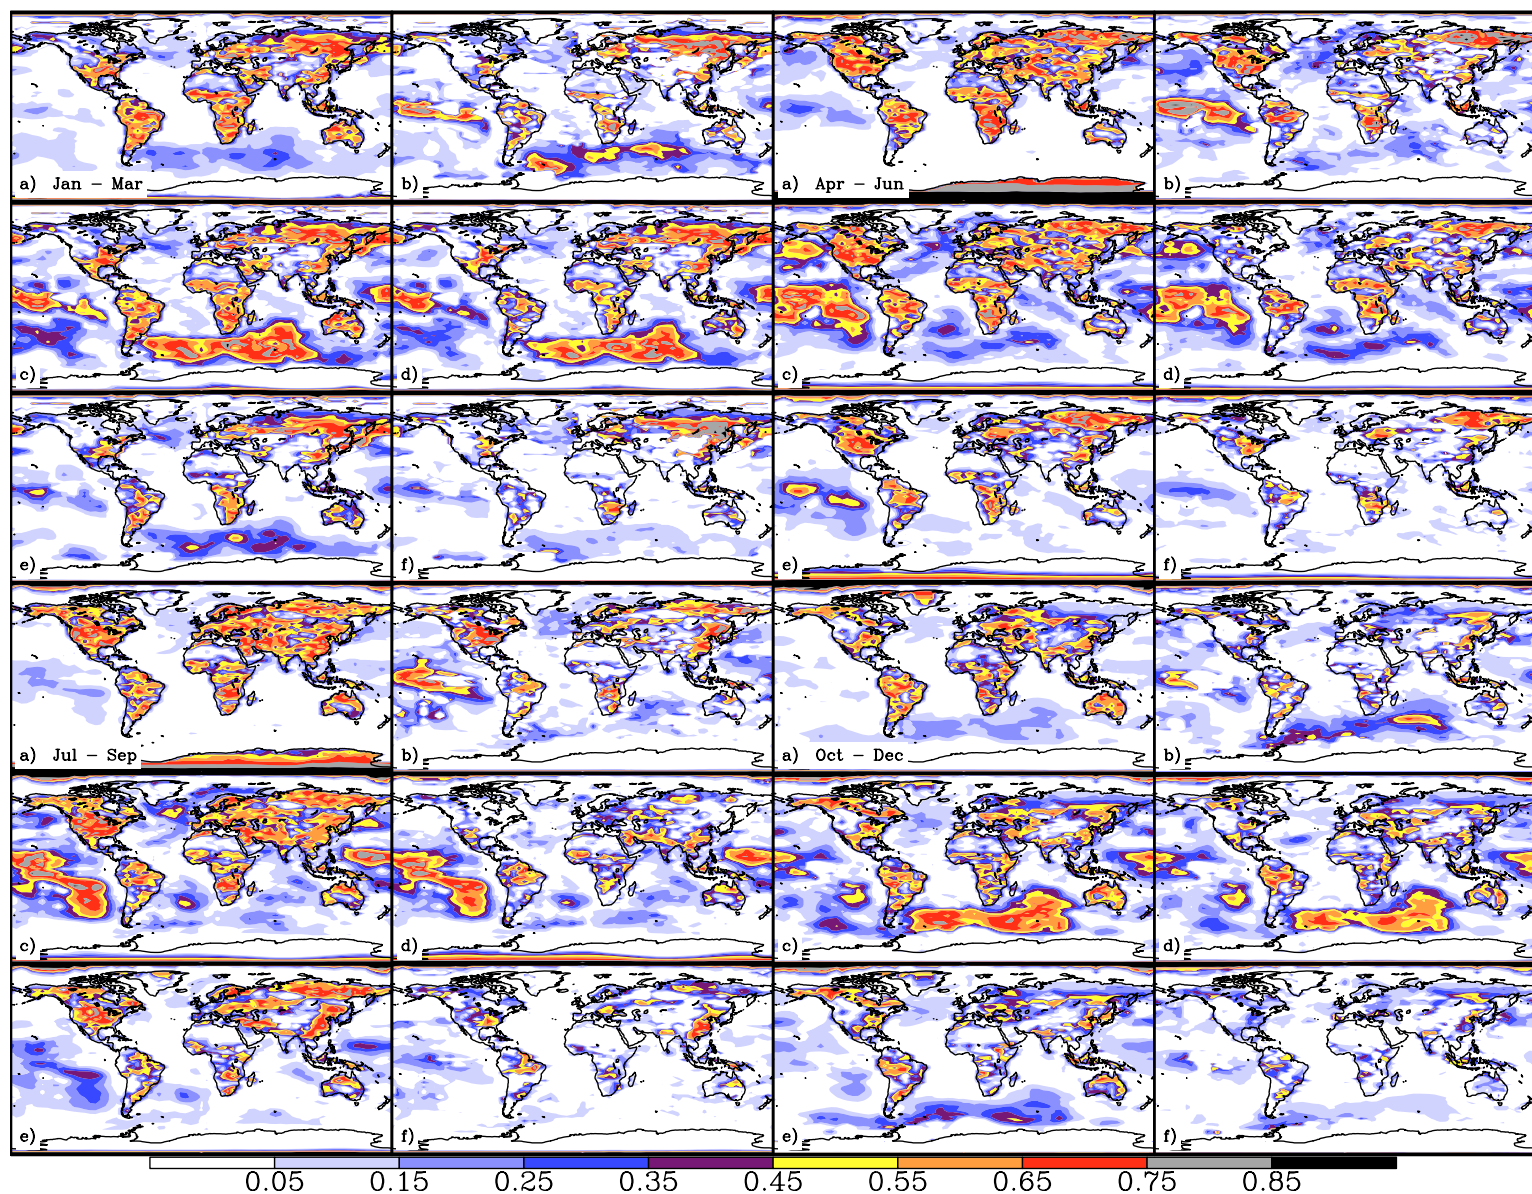 a) Jan – Mar
b)
a) Apr – Jun
b)
c)
d)
c)
d)
e)
f)
e)
f)
a) Jul – Sep
b)
a) Oct – Dec
b)
c)
d)
c)
d)
e)
f)
e)
f)
0.05 0.15 0.25 0.35 0.45 0.55 0.65 0.75 0.85